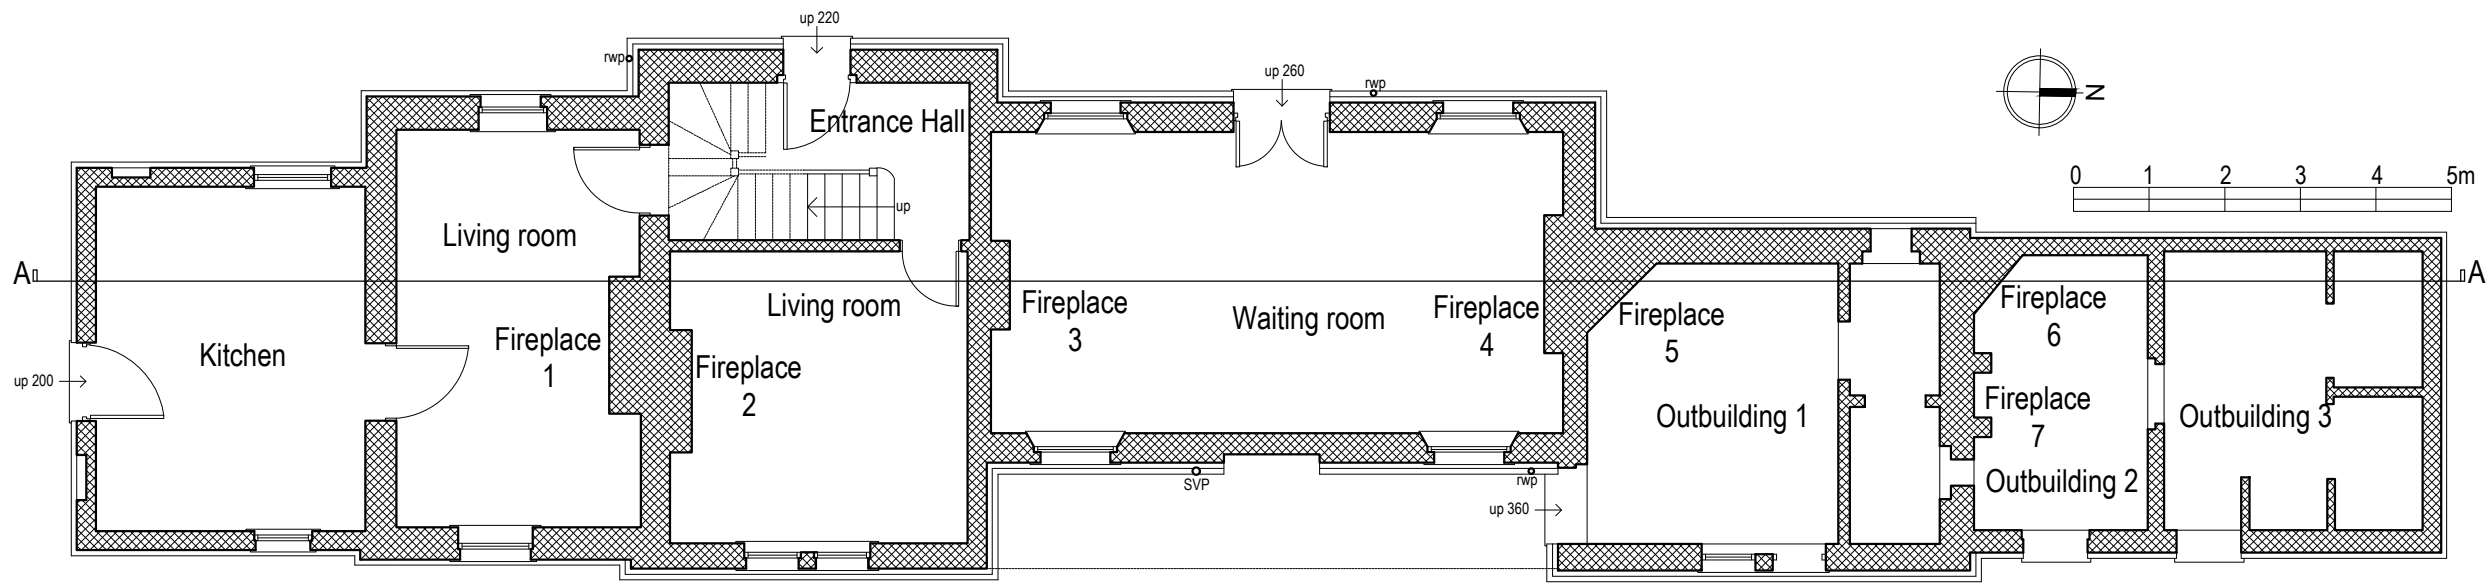 up 220
rwp
up 260
rwp
N
Entrance Hall
0 1 2 3 4 5m
up
Living room
A
A
Living room
Fireplace
3
Waiting room
Fireplace
4
Fireplace
5
Fireplace
6
Kitchen
Fireplace
1
Fireplace
2
up 200
Outbuilding 1
Fireplace
7
Outbuilding 3
SVP
rwp
Outbuilding 2
up 360